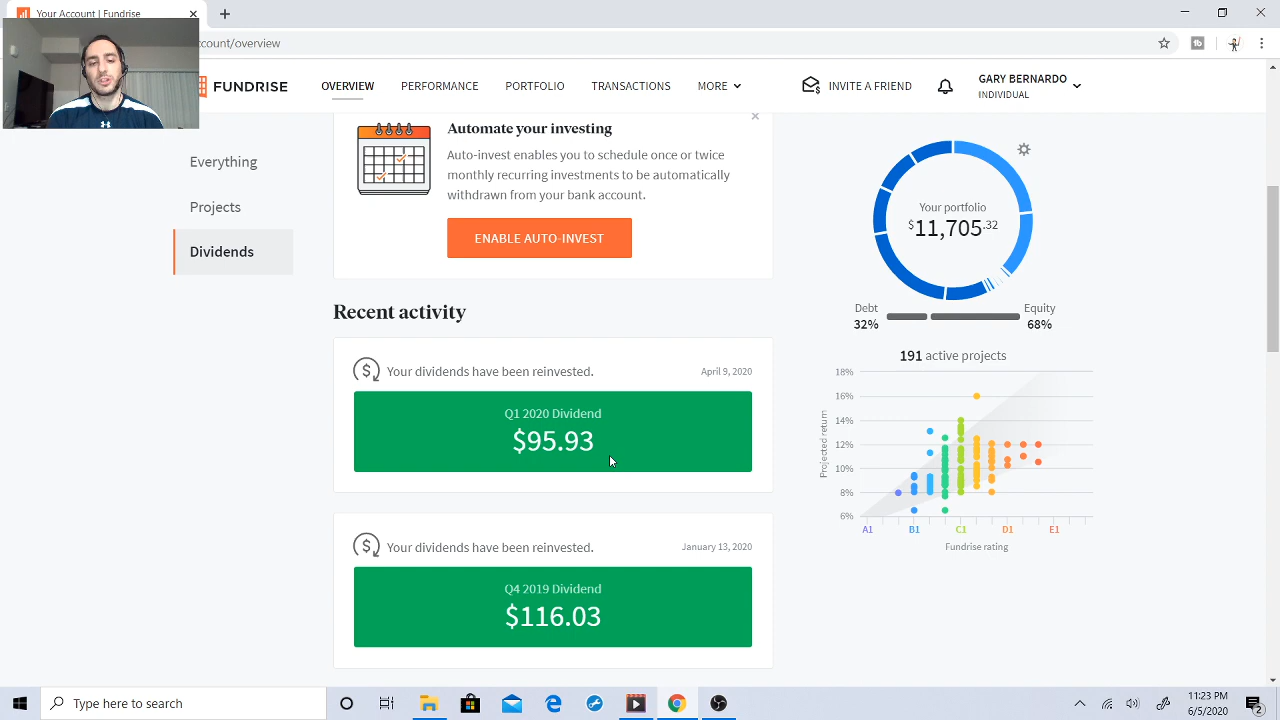 Your Account | Fundrise
count/overview
FUNDRISE
OVERVIEW
PERFORMANCE
PORTFOLIO
TRANSACTIONS
MORE
INVITE A FRIEND
GARY BERNARDO
INDIVIDUAL
Everything
Projects
Dividends
Automate your investing
Auto-invest enables you to schedule once or twice
monthly recurring investments to be automatically
withdrawn from your bank account.
ENABLE AUTO-INVEST
Recent activity
Your dividends have been reinvested.
April 9, 2020
Q1 2020 Dividend
$95.93
Your dividends have been reinvested.
January 13, 2020
Q4 2019 Dividend
$116.03
Your portfolio
$11,705.32
Debt
32%
Equity
68%
191 active projects
Projected return
18%
16%
14%
12%
10%
8%
6%
A1
B1
C1
D1
E1
Fundrise rating
Type here to search
11:23 PM
6/5/2020
2